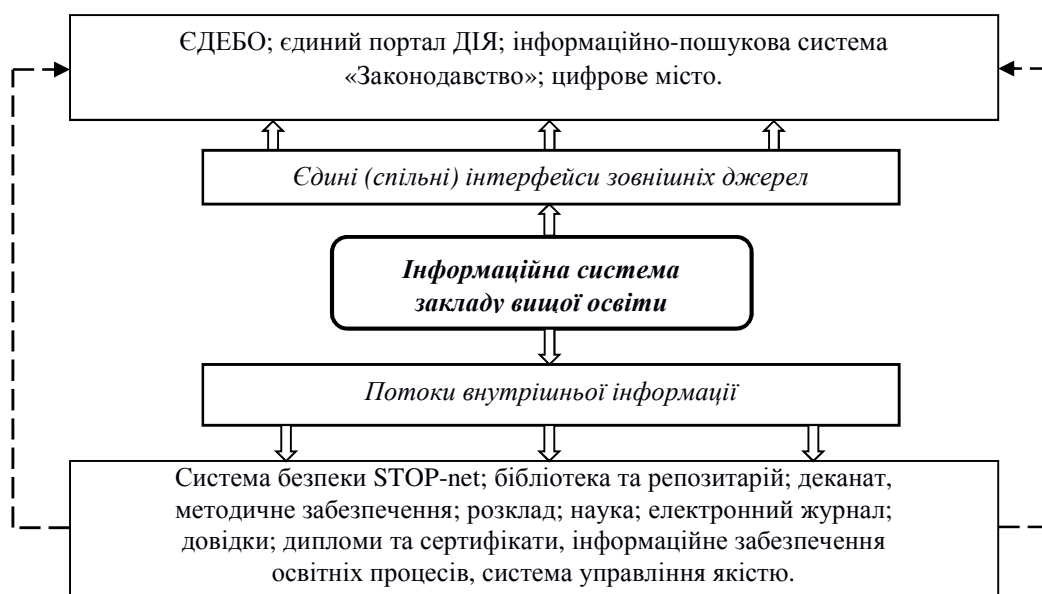 ЄДЕБО; єдиний портал ДІЯ; інформаційно-пошукова система
«Законодавство»; цифрове місто.
Єдині (спільні) інтерфейси зовнішніх джерел
Інформаційна система
закладу вищої освіти
Потоки внутрішньої інформації
Система безпеки STOP-net; бібліотека та репозитарій; деканат,
методичне забезпечення; розклад; наука; електронний журнал;
довідки; дипломи та сертифікати, інформаційне забезпечення
освітніх процесів, система управління якістю.